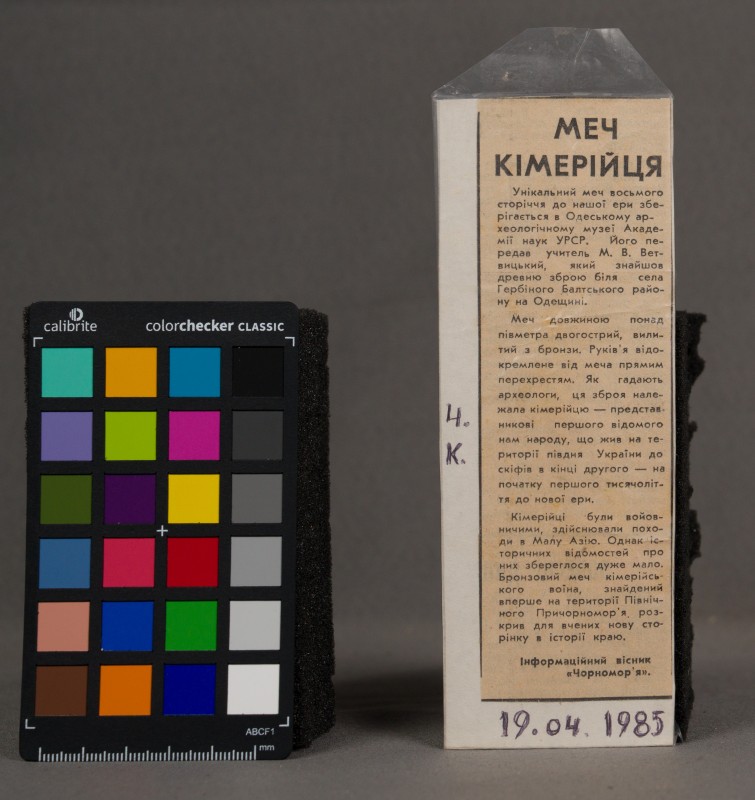 calibrite
colorchecker CLASSIC
ABCF1
mm
МЕЧ
КІМЕРІЙЦЯ
Унікальний меч восьмого
сторіччя до нашої ери збе-
рігається в Одеському ар-
хеологічному музеї Акаде-
мії наук УРСР. Його пе-
редав учитель М. В. Вет-
вицький, який знайшов
древню зброю біля села
Гербіного Балтського райо-
ну на Одещині.
Меч довжиною понад
півметра двогострий, вили-
тий з бронзи. Руків'я відо-
кремлене від меча прямим
перехрестям. Як гадають
археологи, ця зброя нале-
жала кімерійцю — представ-
никові першого відомого
нам народу, що жив на те-
риторії півдня України до
скіфів в кінці другого — на
початку першого тисячоліт-
тя до нової ери.
Кімерійці були войов-
ничими, здійснювали похо-
ди в Малу Азію. Однак іс-
торичних відомостей про
них збереглося дуже мало.
Бронзовий меч кімерійсь-
кого воїна, знайдений
вперше на території Північ-
ного Причорномор'я, роз-
крив для вчених нову сто-
рінку в історії краю.
Інформаційний вісник
«Чорномор'я».
Ч.
К.
19.04.1985